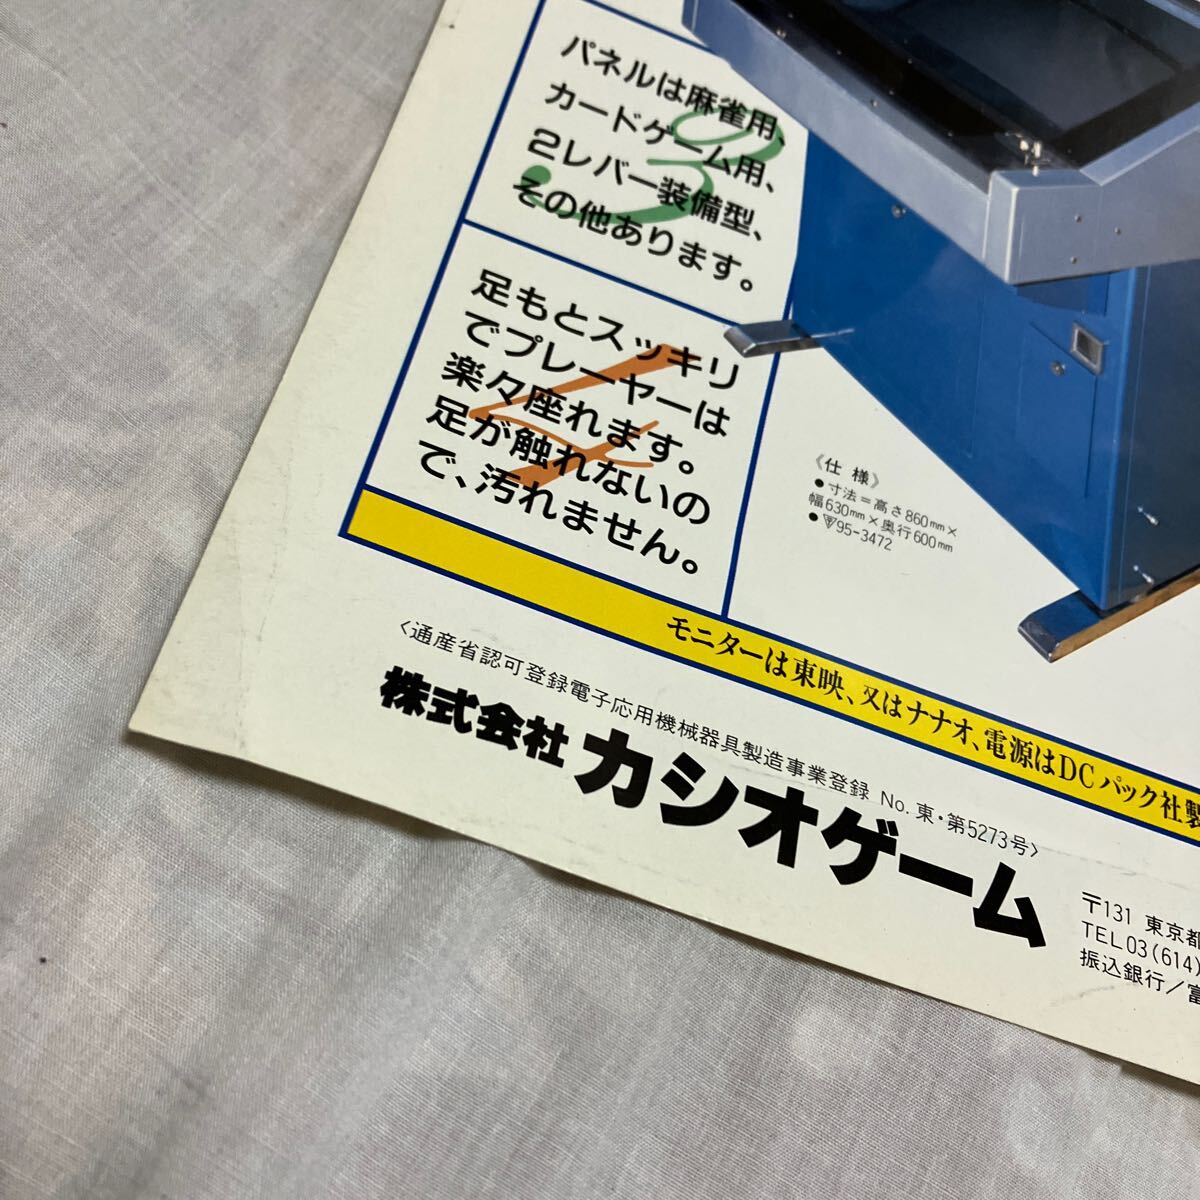 3.
パネルは麻雀用、
カードゲーム用、
2レバー装備型、
その他あります。
4
足もとスッキリ
でプレーヤーは
楽々座れます。
足が触れないの
で、汚れません。
《仕 様》
●寸法＝高さ860mm×
幅630mm×奥行600mm
●〒95-3472
モニターは東映、又はナナオ、電源はDCパック社製
〈通産省認可登録電子応用機械器具製造事業登録 No.東・第5273号〉
株式会社 カシオゲーム
〒131 東京都
TEL03(614)
振込銀行／富